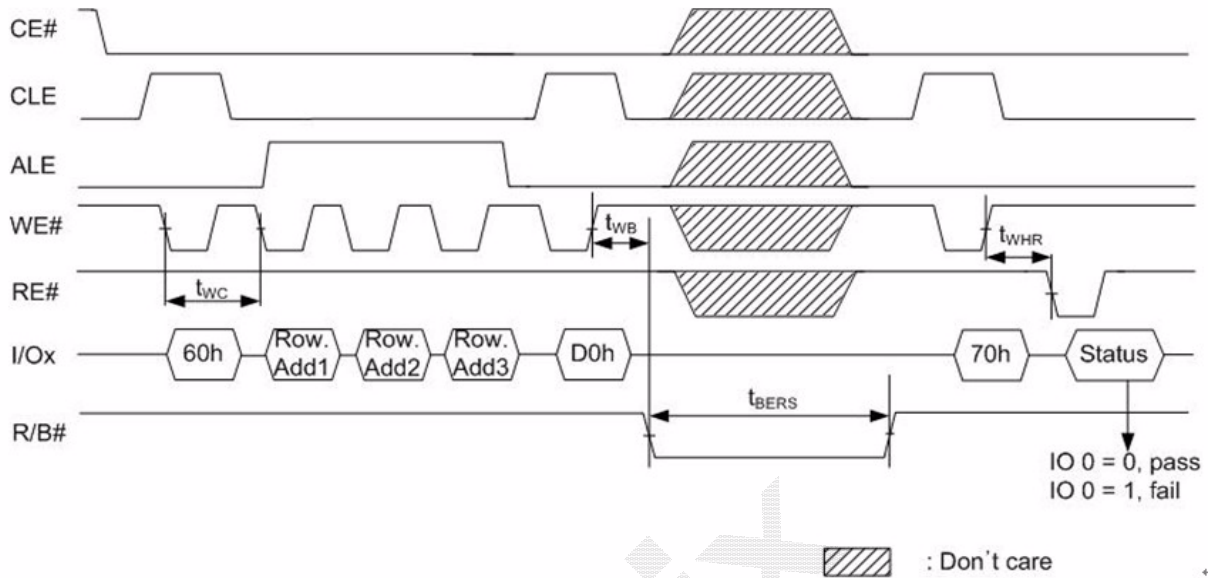 CE#
CLE
ALE
WE#
tWB
tWHR
RE#
tWC
I/Ox
60h
Row. Add1
Row. Add2
Row. Add3
D0h
70h
Status
tBERS
R/B#
IO 0 = 0, pass
IO 0 = 1, fail
: Don't care